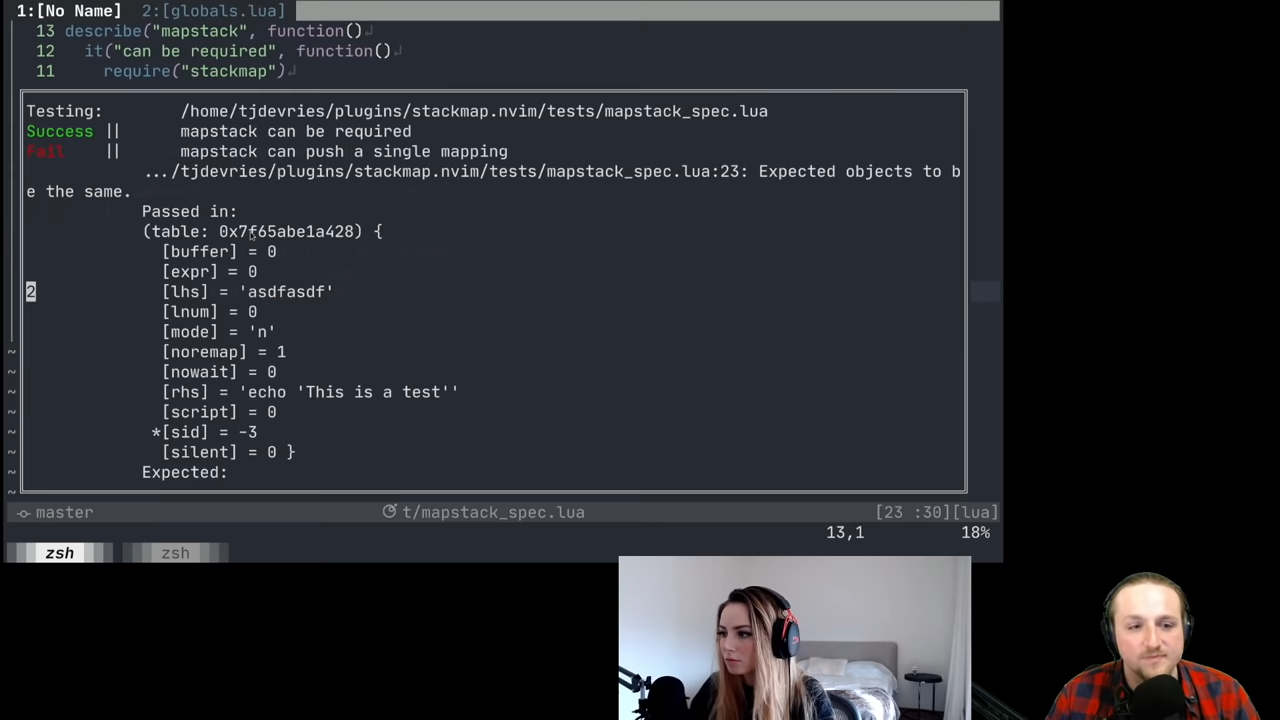 1:[No Name]  2:[globals.lua]
13 describe("mapstack", function()↲
12   it("can be required", function()↲
11     require("stackmap")↲
Testing:        /home/tjdevries/plugins/stackmap.nvim/tests/mapstack_spec.lua
Success ||      mapstack can be required
Fail    ||      mapstack can push a single mapping
            .../tjdevries/plugins/stackmap.nvim/tests/mapstack_spec.lua:23: Expected objects to b
e the same.
            Passed in:
            (table: 0x7f65abe1a428) {
              [buffer] = 0
              [expr] = 0
2             [lhs] = 'asdfasdf'
              [lnum] = 0
              [mode] = 'n'
~             [noremap] = 1
~             [nowait] = 0
~             [rhs] = 'echo 'This is a test''
~             [script] = 0
~            *[sid] = -3
~             [silent] = 0 }
~           Expected:
~
master    t/mapstack_spec.lua    [23 :30][lua]
13,1    18%
zsh    zsh